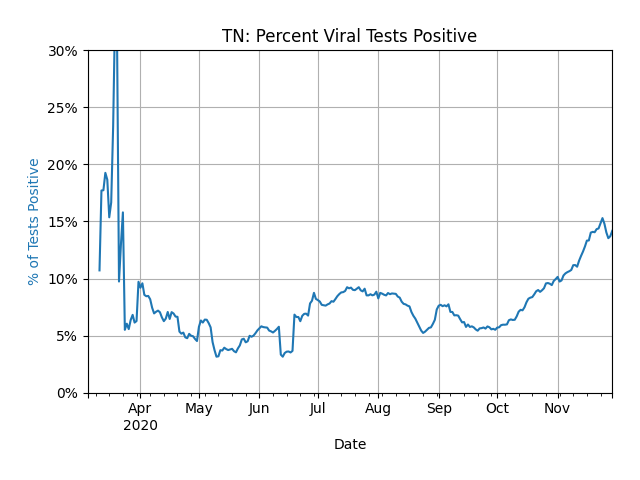 TN: Percent Viral Tests Positive
30%
25%
20%
15%
10%
5%
0%
% of Tests Positive
Apr May Jun Jul Aug Sep Oct Nov
2020
Date